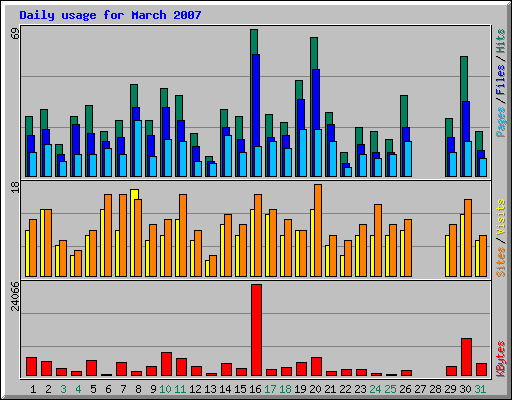 Daily usage for March 2007
69
Pages / Files / Hits
18
Sites / Visits
24066
KBytes
1 2 3 4 5 6 7 8 9 10 11 12 13 14 15 16 17 18 19 20 21 22 23 24 25 26 27 28 29 30 31